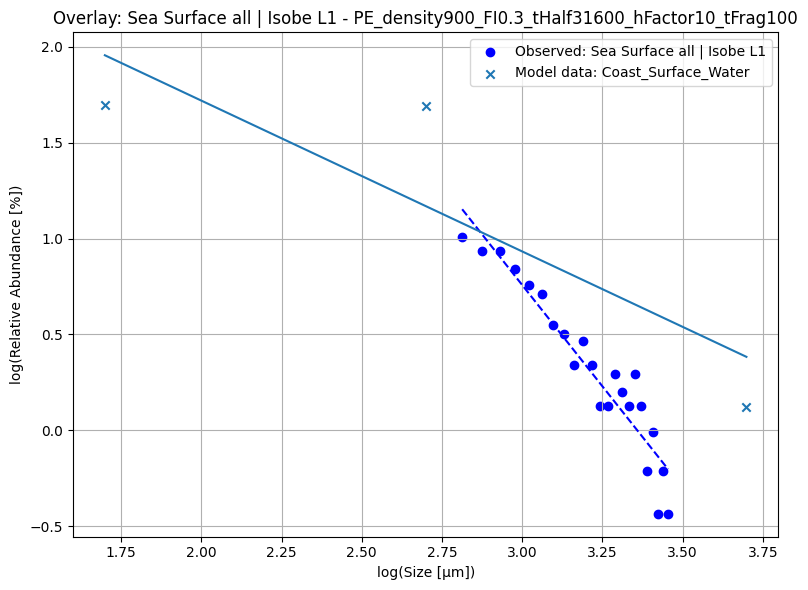 Overlay: Sea Surface all | Isobe L1 - PE_density900_FI0.3_tHalf31600_hFactor10_tFrag100
Observed: Sea Surface all | Isobe L1
Model data: Coast_Surface_Water
log(Relative Abundance [%])
2.0
1.5
1.0
0.5
0.0
−0.5
1.75 2.00 2.25 2.50 2.75 3.00 3.25 3.50 3.75
log(Size [μm])